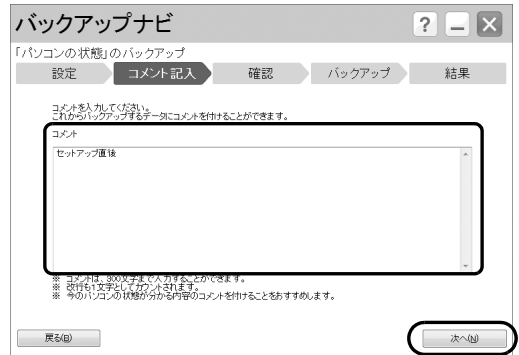 バックアップナビ
? – ×
「パソコンの状態」のバックアップ
設定 コメント記入 確認 バックアップ 結果
コメントを入力してください。
これからバックアップするデータにコメントを付けることができます。
コメント
セットアップ直後
※ コメントは、300文字まで入力することができます。
※ 改行も1文字としてカウントされます。
※ 今のパソコンの状態が分かる内容のコメントを付けることをおすすめします。
戻る(B) 次へ(N)